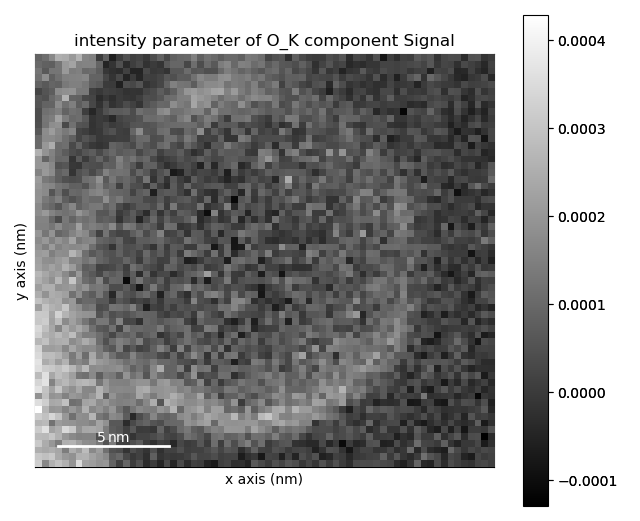 intensity parameter of O_K component Signal
0.0004
0.0003
0.0002
0.0001
0.0000
−0.0001
y axis (nm)
5 nm
x axis (nm)